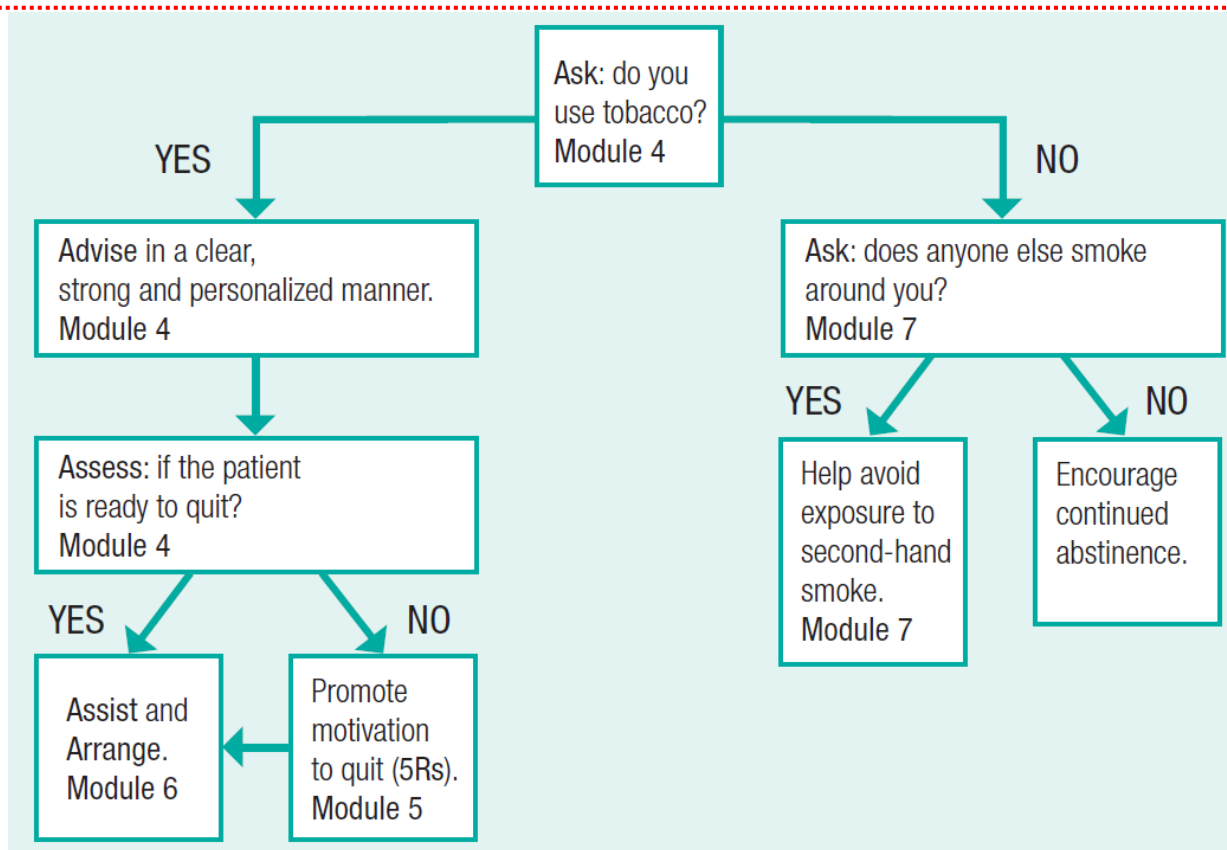 Ask: do you
use tobacco?
Module 4
YES
NO
Advise in a clear,
strong and personalized manner.
Module 4
Ask: does anyone else smoke
around you?
Module 7
Assess: if the patient
is ready to quit?
Module 4
YES
NO
Help avoid
exposure to
second-hand
smoke.
Module 7
Encourage
continued
abstinence.
YES
NO
Assist and
Arrange.
Module 6
Promote
motivation
to quit (5Rs).
Module 5